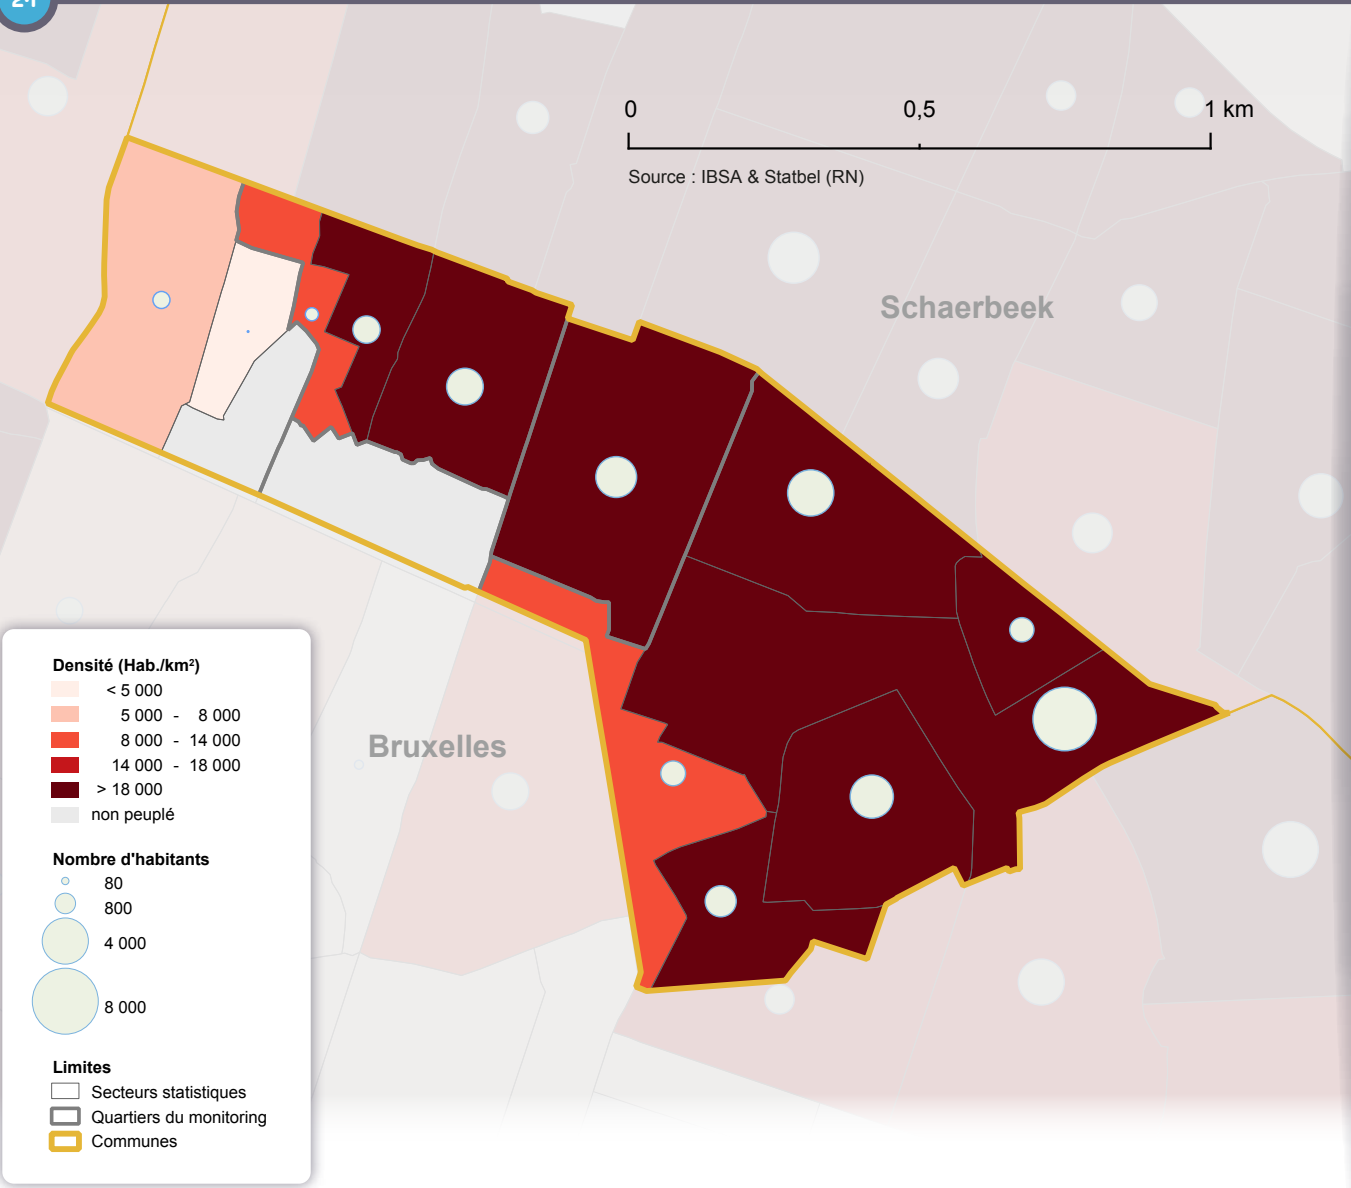 0 0,5 1 km
Source : IBSA & Statbel (RN)
Schaerbeek
Bruxelles
Densité (Hab./km²)
< 5 000
5 000 - 8 000
8 000 - 14 000
14 000 - 18 000
> 18 000
non peuplé
Nombre d'habitants
80
800
4 000
8 000
Limites
Secteurs statistiques
Quartiers du monitoring
Communes